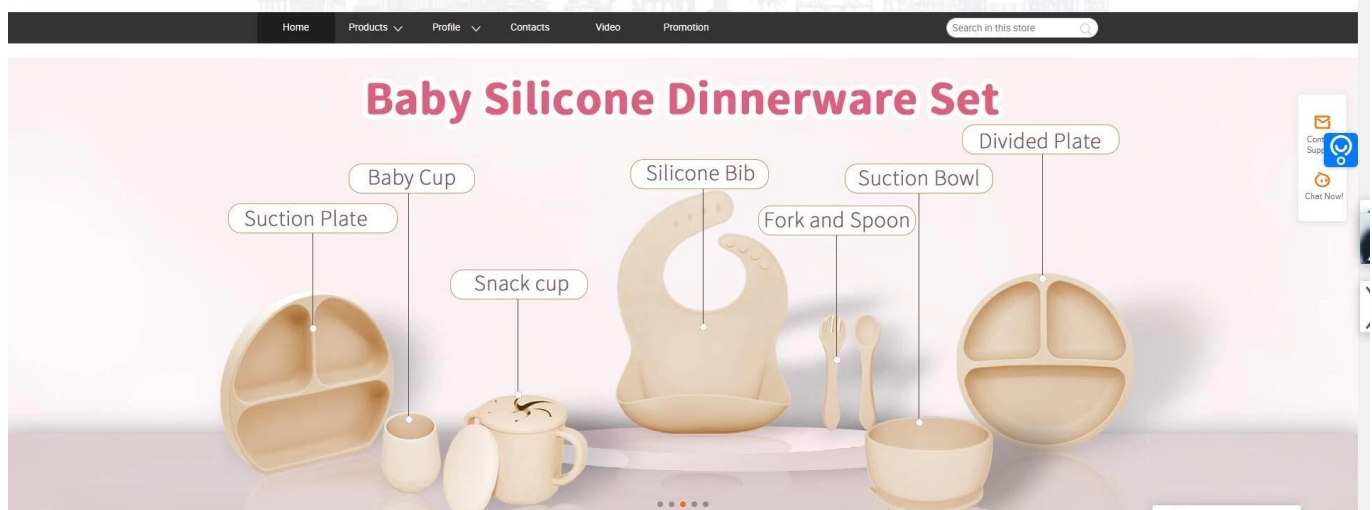 Home Products Profile Contacts Video Promotion Search in this store
Baby Silicone Dinnerware Set
Divided Plate
Baby Cup
Silicone Bib
Suction Bowl
Suction Plate
Fork and Spoon
Snack cup
Chat Now!